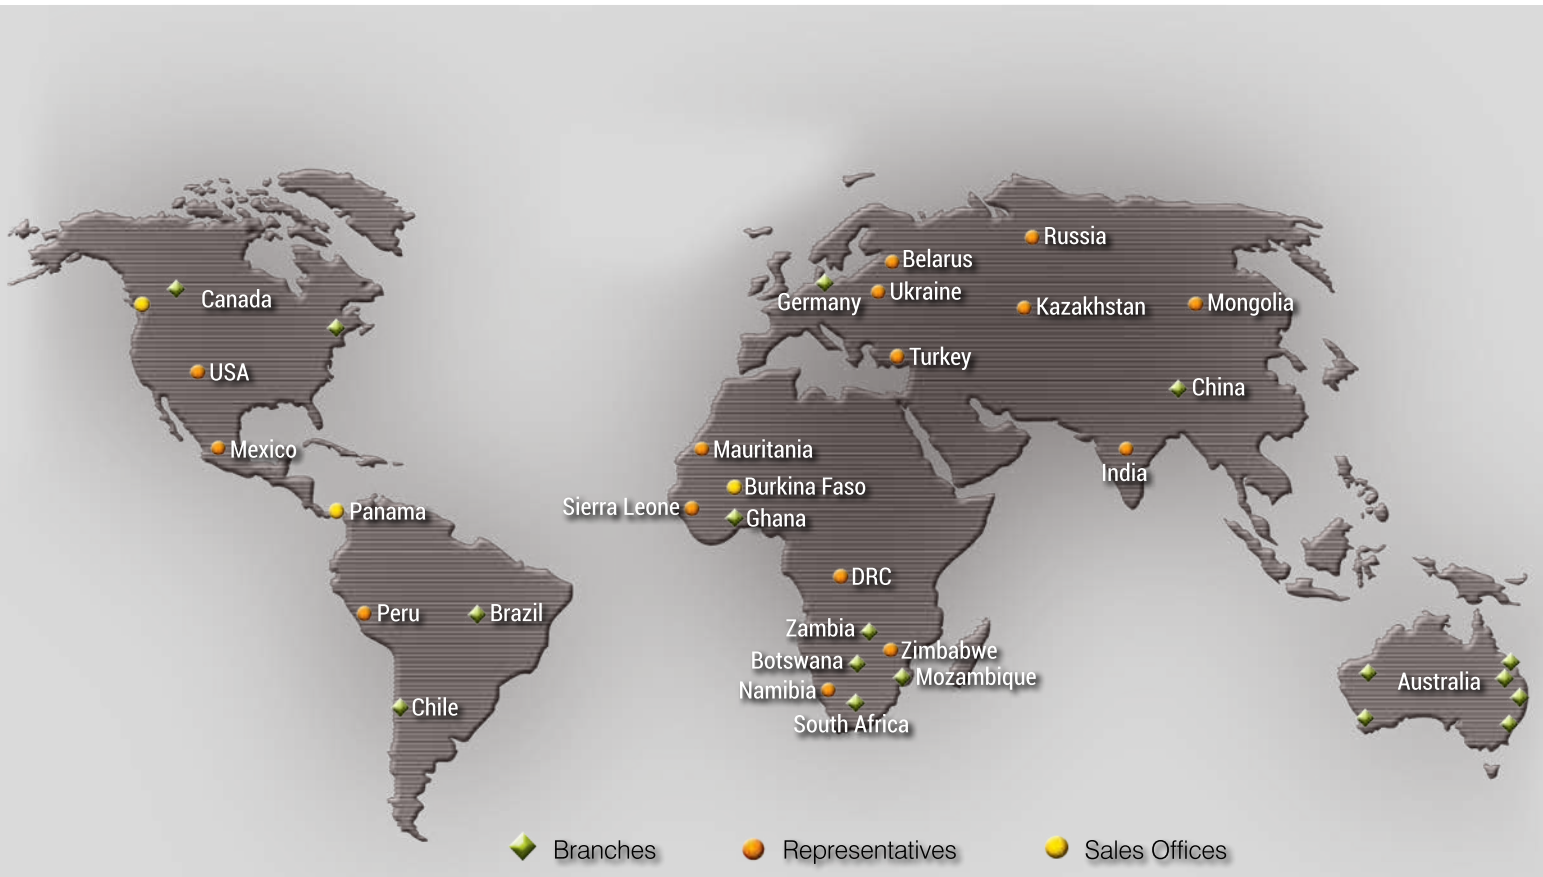 Russia
Belarus
Ukraine
Germany
Canada
Kazakhstan
Mongolia
Turkey
USA
China
Mexico
Mauritania
India
Burkina Faso
Sierra Leone
Panama
Ghana
DRC
Peru
Brazil
Zambia
Zimbabwe
Botswana
Mozambique
Australia
Namibia
Chile
South Africa
Branches
Representatives
Sales Offices